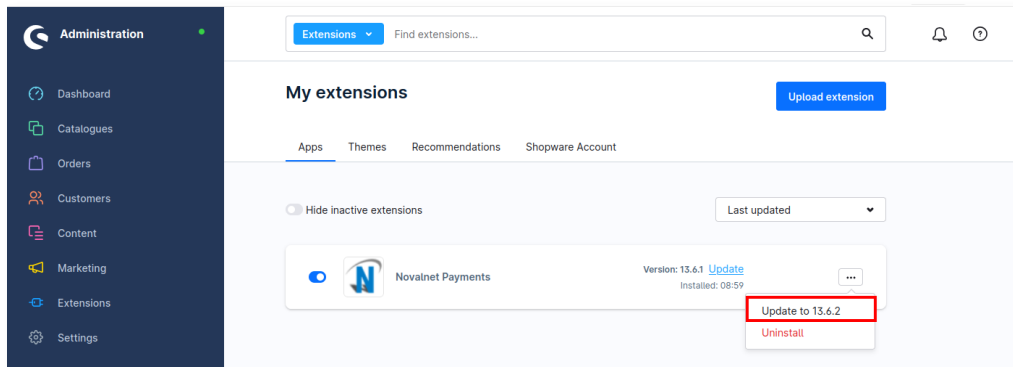 Administration
Extensions
Find extensions...
Dashboard
Catalogues
Orders
Customers
Content
Marketing
Extensions
Settings
My extensions
Upload extension
Apps Themes Recommendations Shopware Account
Hide inactive extensions
Last updated
Novalnet Payments
Version: 13.6.1 Update
Installed: 08:59
...
Update to 13.6.2
Uninstall